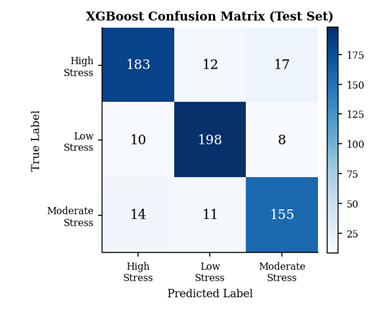 XGBoost Confusion Matrix (Test Set)
High
Stress
183 12 17
Low
Stress
10 198 8
Moderate
Stress
14 11 155
High
Stress
Low
Stress
Moderate
Stress
Predicted Label
True Label
175
150
125
100
75
50
25